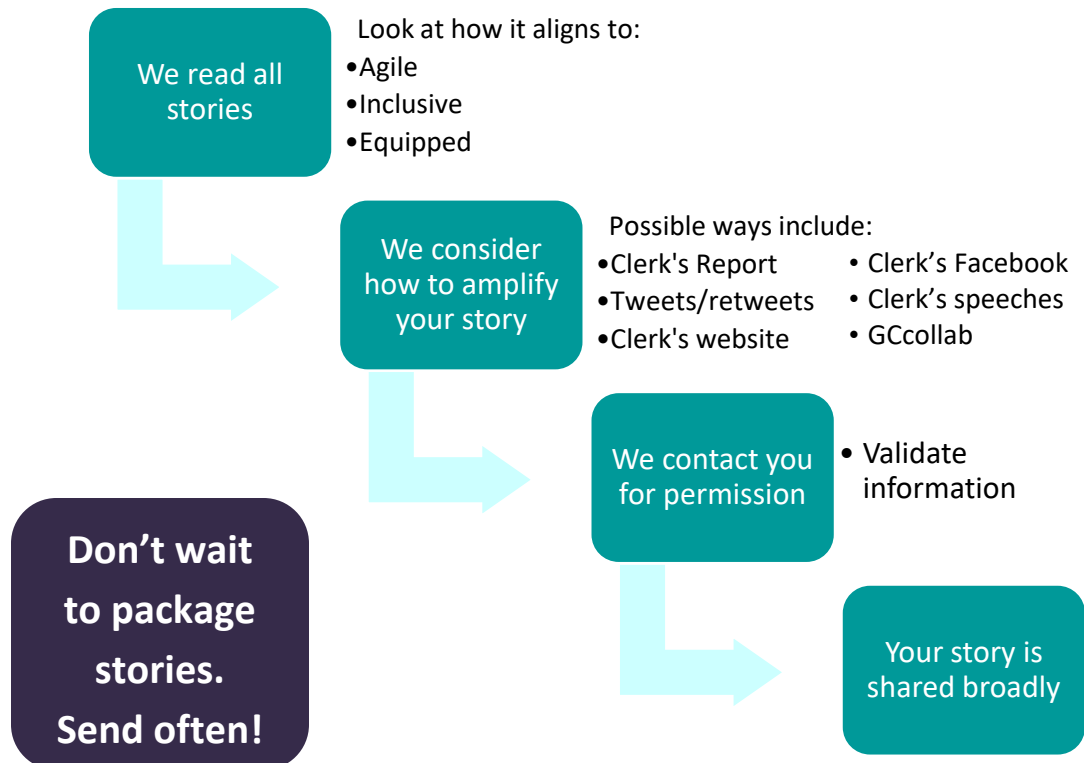 We read all
stories
Look at how it aligns to:
•Agile
•Inclusive
•Equipped
We consider
how to amplify
your story
Possible ways include:
•Clerk's Report
•Tweets/retweets
•Clerk's website
• Clerk’s Facebook
• Clerk’s speeches
• GCcollab
We contact you
for permission
• Validate
information
Don’t wait
to package
stories.
Send often!
Your story is
shared broadly